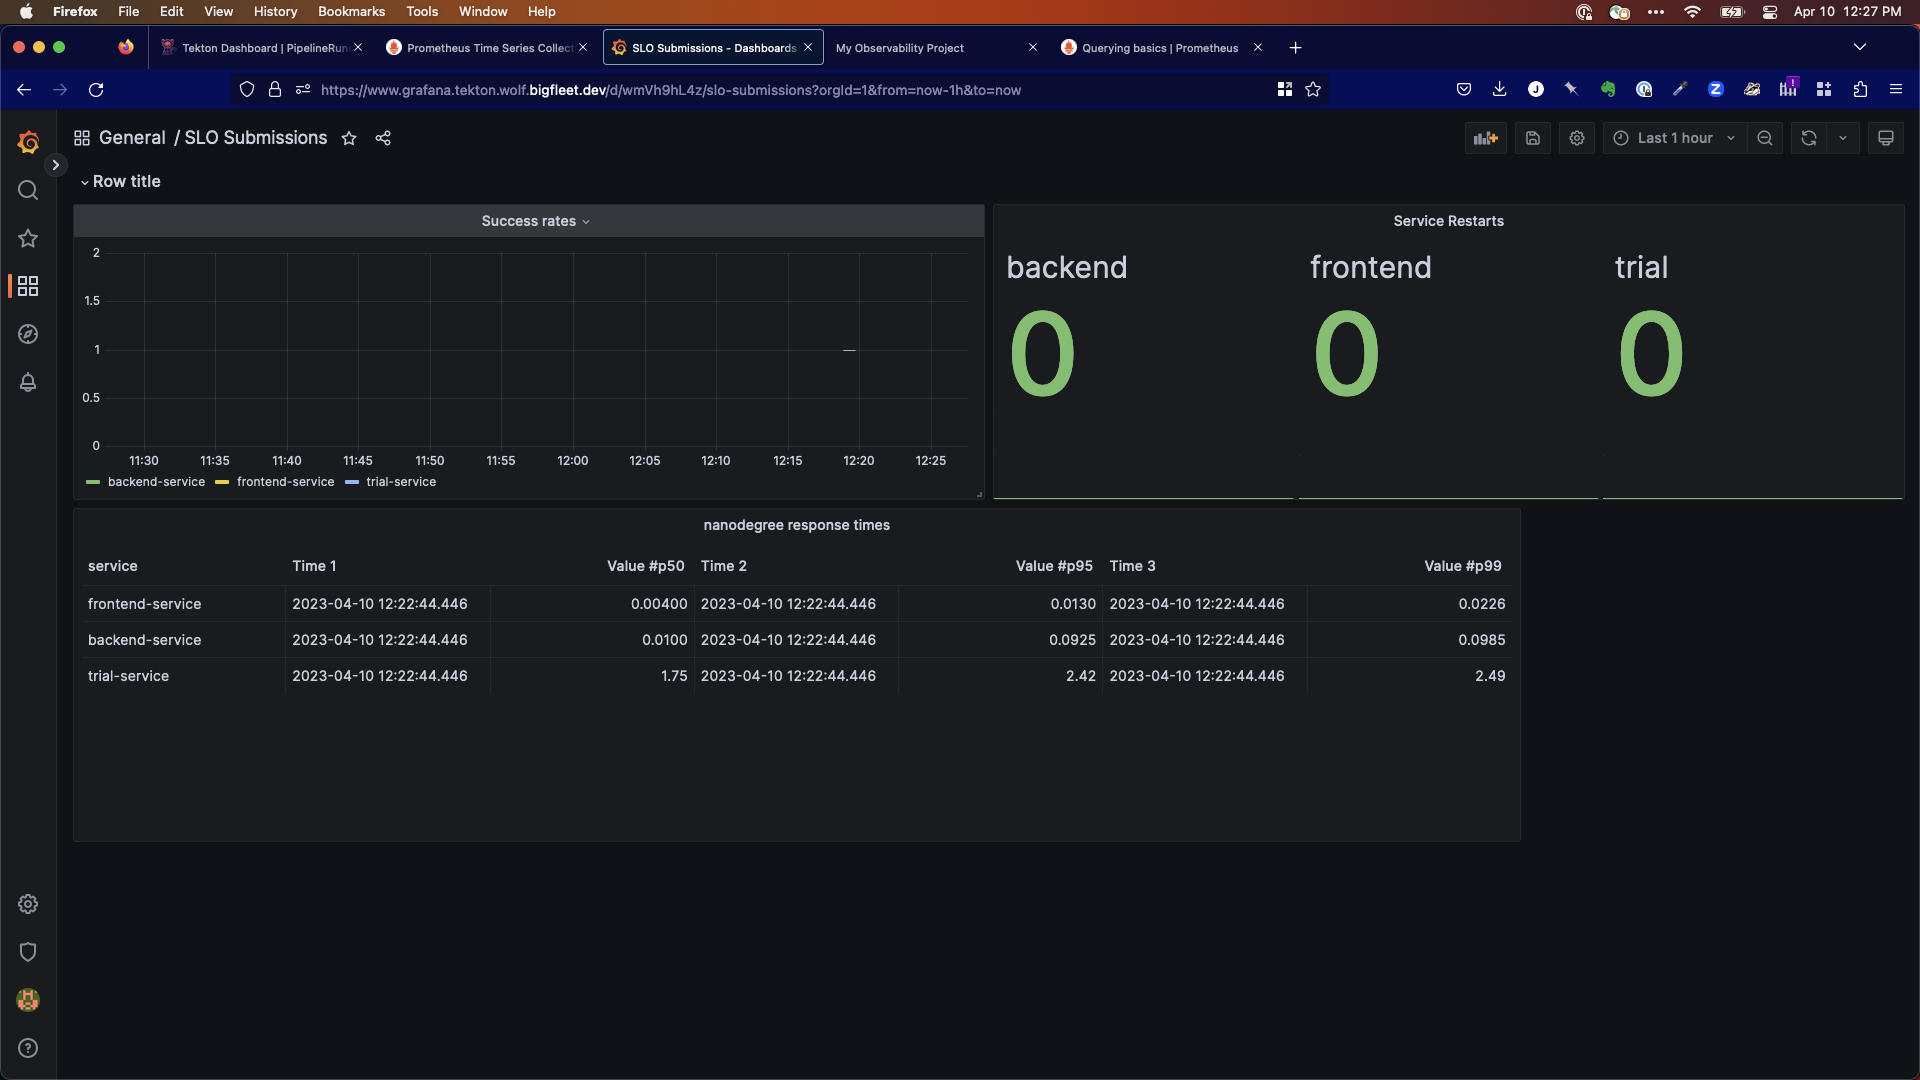 Firefox File Edit View History Bookmarks Tools Window Help Apr 10 12:27 PM
Tekton Dashboard | PipelineRun Prometheus Time Series Collect SLO Submissions - Dashboards My Observability Project Querying basics | Prometheus
https://www.grafana.tekton.wolf.bigfleet.dev/d/wmVh9hL4z/slo-submissions?orgId=1&from=now-1h&to=now
General / SLO Submissions Last 1 hour
Row title
Success rates
2
1.5
1
0.5
0
11:30 11:35 11:40 11:45 11:50 11:55 12:00 12:05 12:10 12:15 12:20 12:25
backend-service frontend-service trial-service
Service Restarts
backend frontend trial
0 0 0
nanodegree response times
service Time 1 Value #p50 Time 2 Value #p95 Time 3 Value #p99
frontend-service 2023-04-10 12:22:44.446 0.00400 2023-04-10 12:22:44.446 0.0130 2023-04-10 12:22:44.446 0.0226
backend-service 2023-04-10 12:22:44.446 0.0100 2023-04-10 12:22:44.446 0.0925 2023-04-10 12:22:44.446 0.0985
trial-service 2023-04-10 12:22:44.446 1.75 2023-04-10 12:22:44.446 2.42 2023-04-10 12:22:44.446 2.49